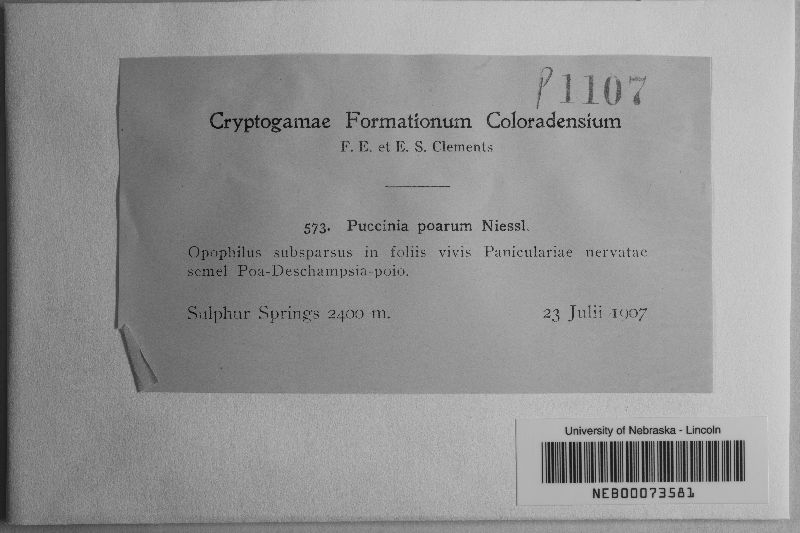 P1107
Cryptogamae Formationum Coloradensium
F. E. et E. S. Clements
573. Puccinia poarum Niessl.
Opophilus subsparsus in foliis vivis Paniculariae nervatae
semel Poa-Deschampsia-poio.
Sulphur Springs 2400 m. 23 Julii 1907
University of Nebraska - Lincoln
NEB00073581